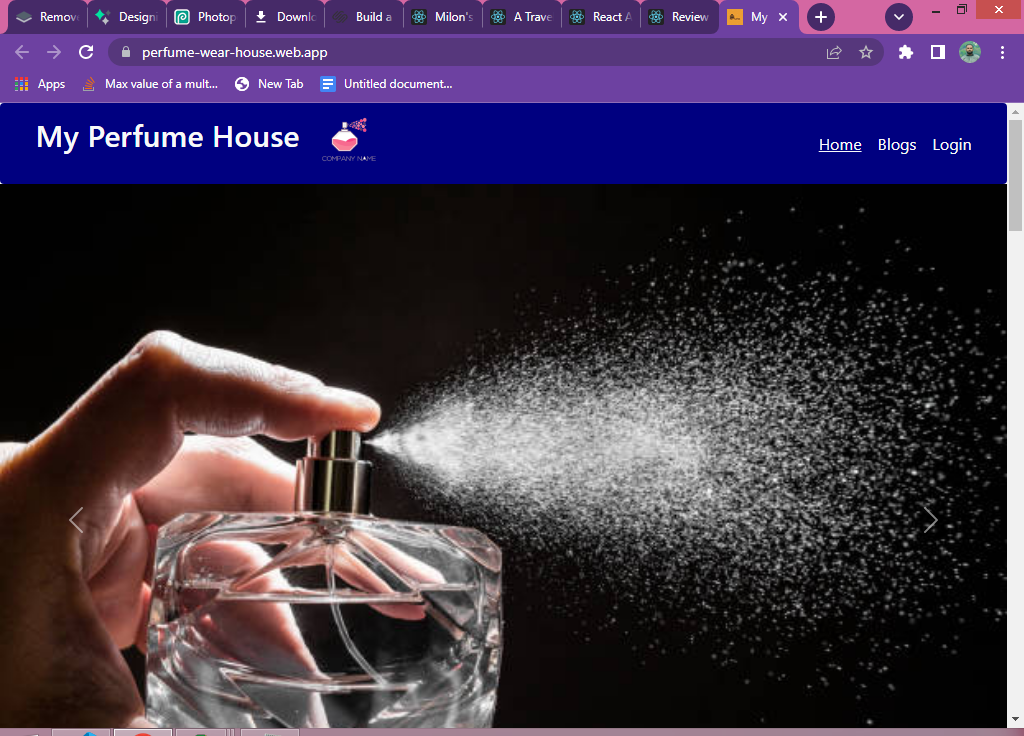 Remov Designi Photop Downlo Build a Milon's A Trave React A Review My
perfume-wear-house.web.app
Apps Max value of a mult... New Tab Untitled document...
My Perfume House
COMPANY NAME
Home Blogs Login